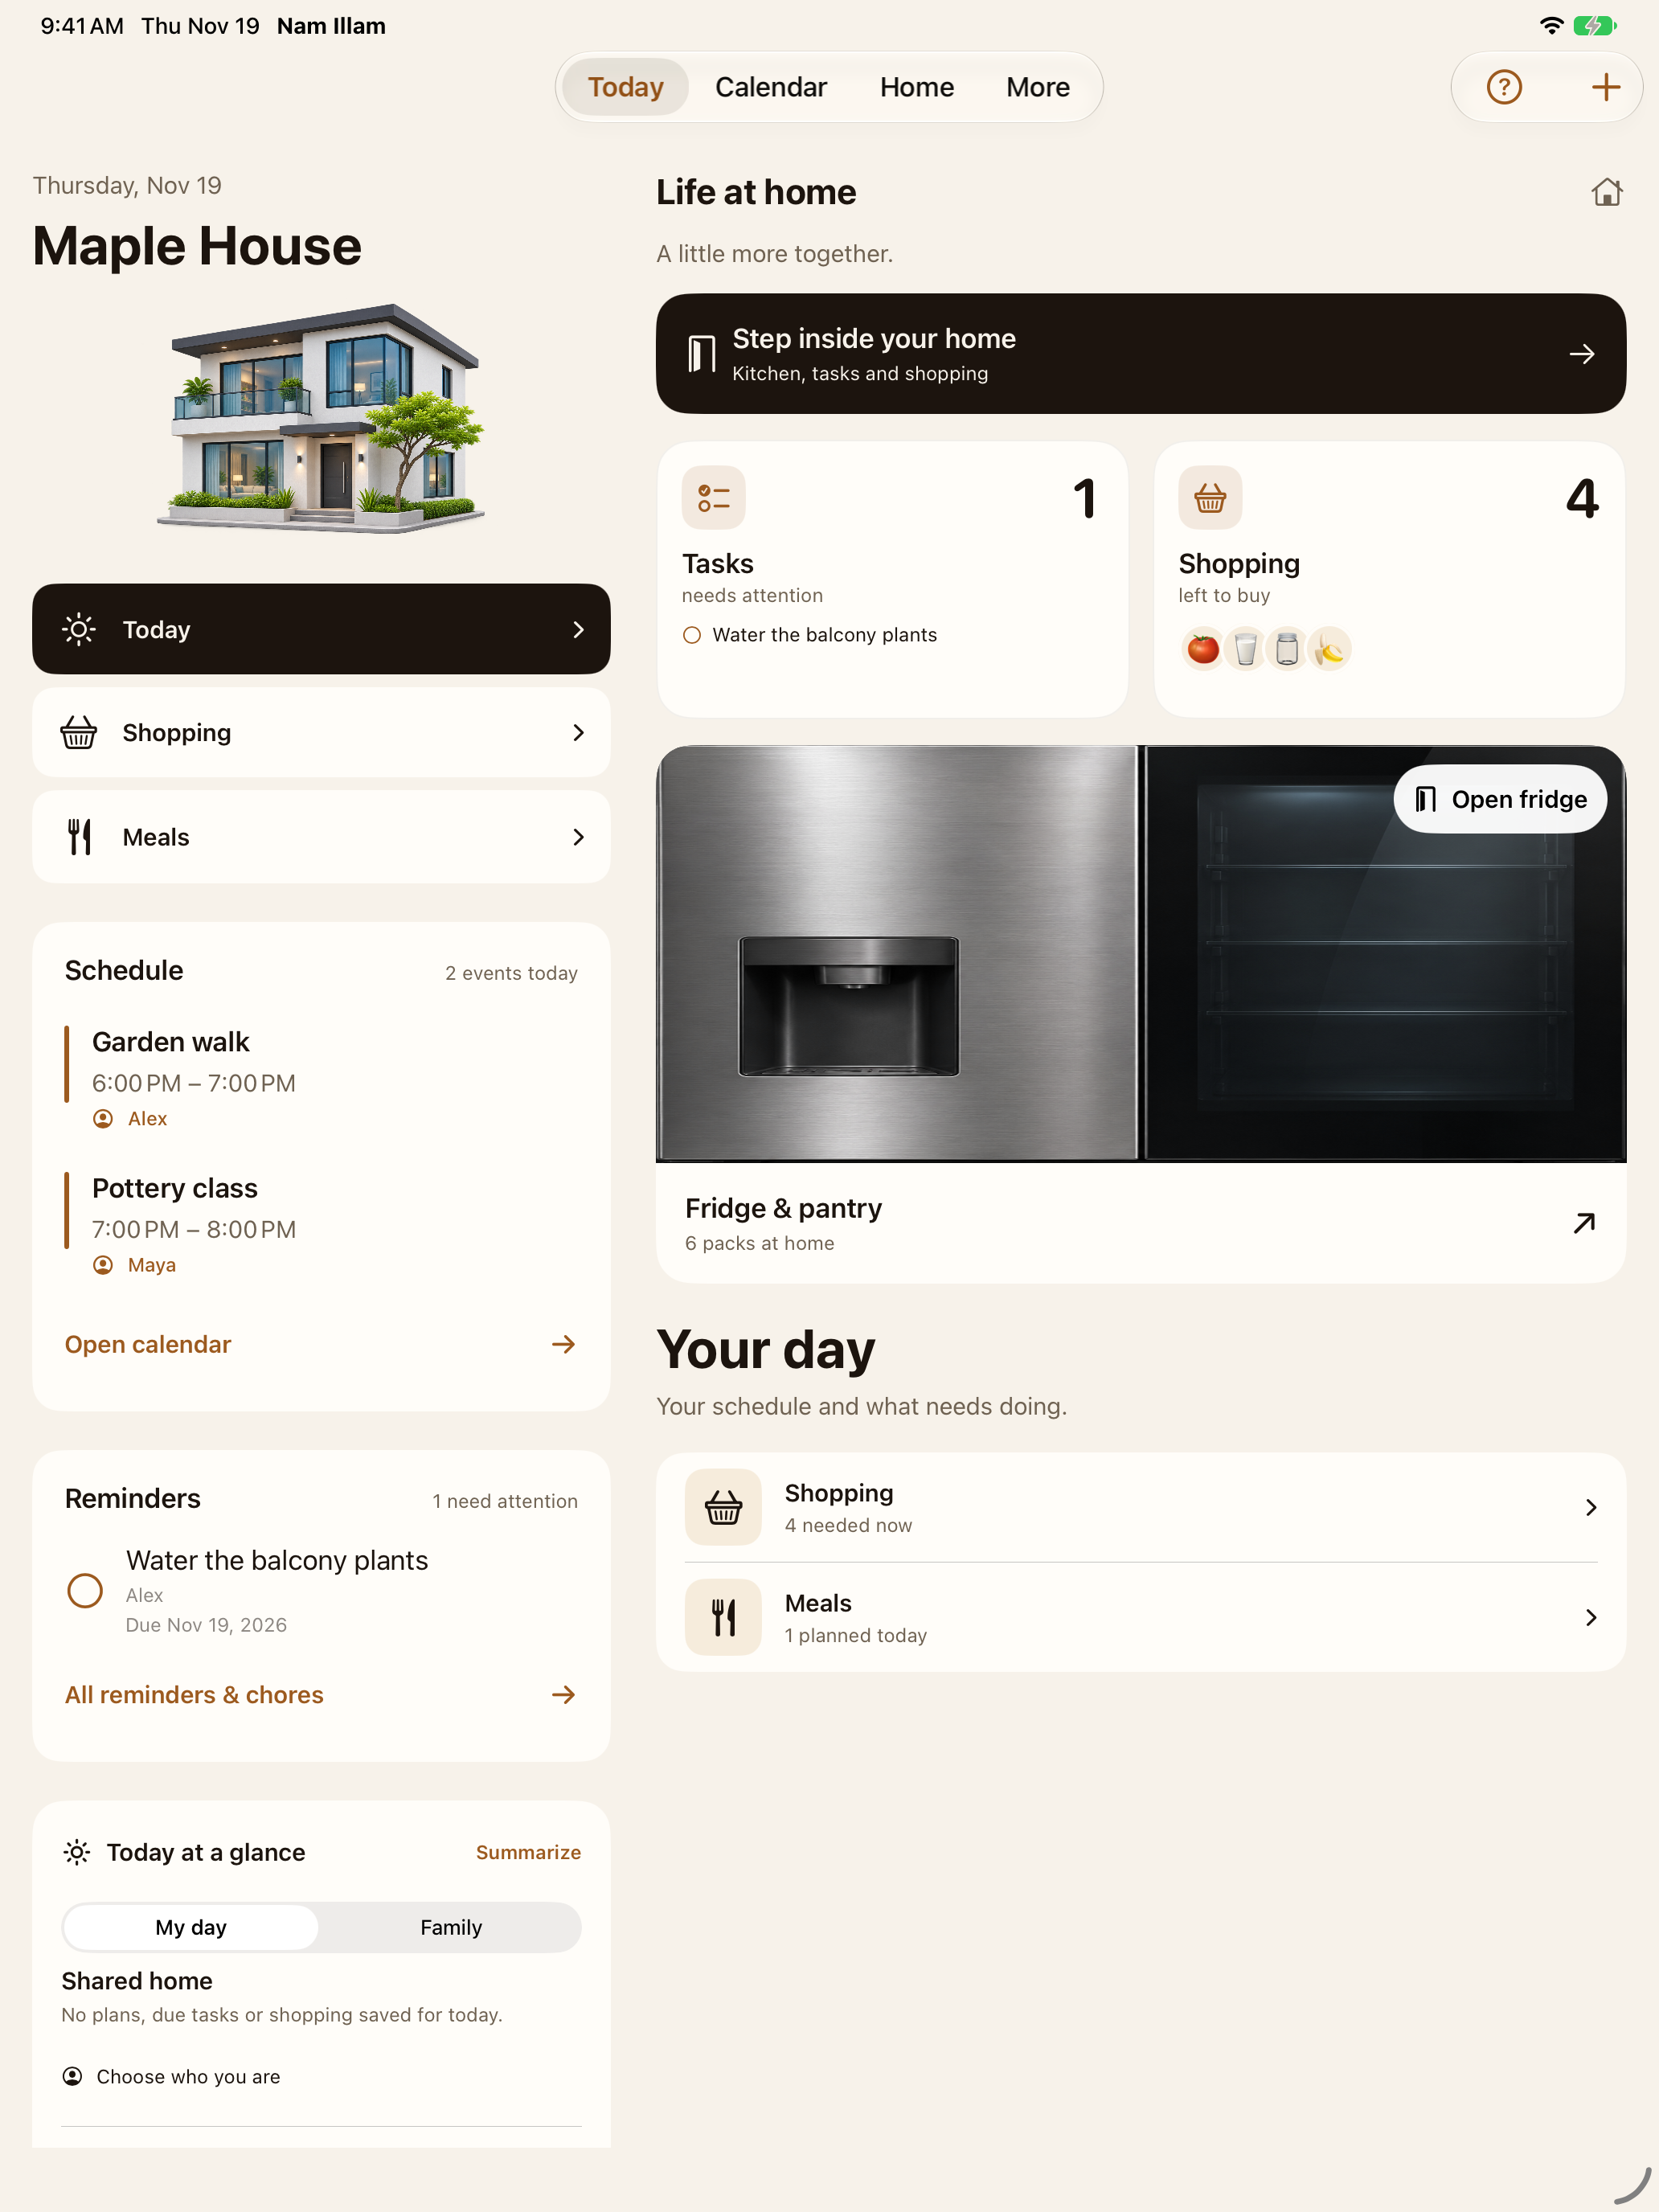 9:41 AM Thu Nov 19 Nam Illam
Today Calendar Home More
?
Thursday, Nov 19
Maple House
Today
Shopping
Meals
Schedule
2 events today
Garden walk
6:00 PM – 7:00 PM
Alex
Pottery class
7:00 PM – 8:00 PM
Maya
Open calendar
Reminders
1 need attention
Water the balcony plants
Alex
Due Nov 19, 2026
All reminders & chores
Today at a glance
Summarize
My day
Family
Shared home
No plans, due tasks or shopping saved for today.
Choose who you are
Life at home
A little more together.
Step inside your home
Kitchen, tasks and shopping
1
Tasks
needs attention
Water the balcony plants
4
Shopping
left to buy
Open fridge
Fridge & pantry
6 packs at home
Your day
Your schedule and what needs doing.
Shopping
4 needed now
Meals
1 planned today